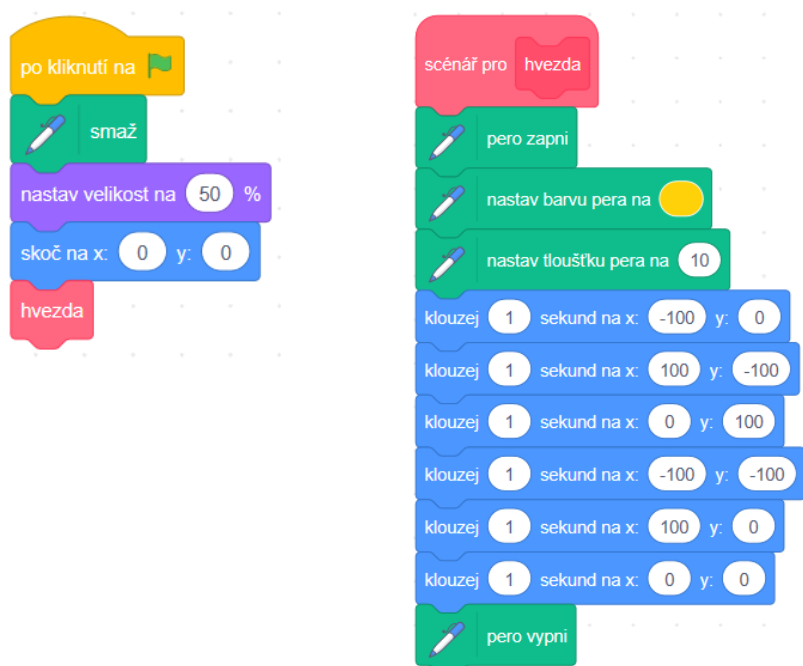 po kliknutí na
smaž
nastav velikost na 50 %
skoč na x: 0 y: 0
hvezda
scénář pro hvezda
pero zapni
nastav barvu pera na
nastav tloušťku pera na 10
klouzej 1 sekund na x: -100 y: 0
klouzej 1 sekund na x: 100 y: -100
klouzej 1 sekund na x: 0 y: 100
klouzej 1 sekund na x: -100 y: -100
klouzej 1 sekund na x: 100 y: 0
klouzej 1 sekund na x: 0 y: 0
pero vypni